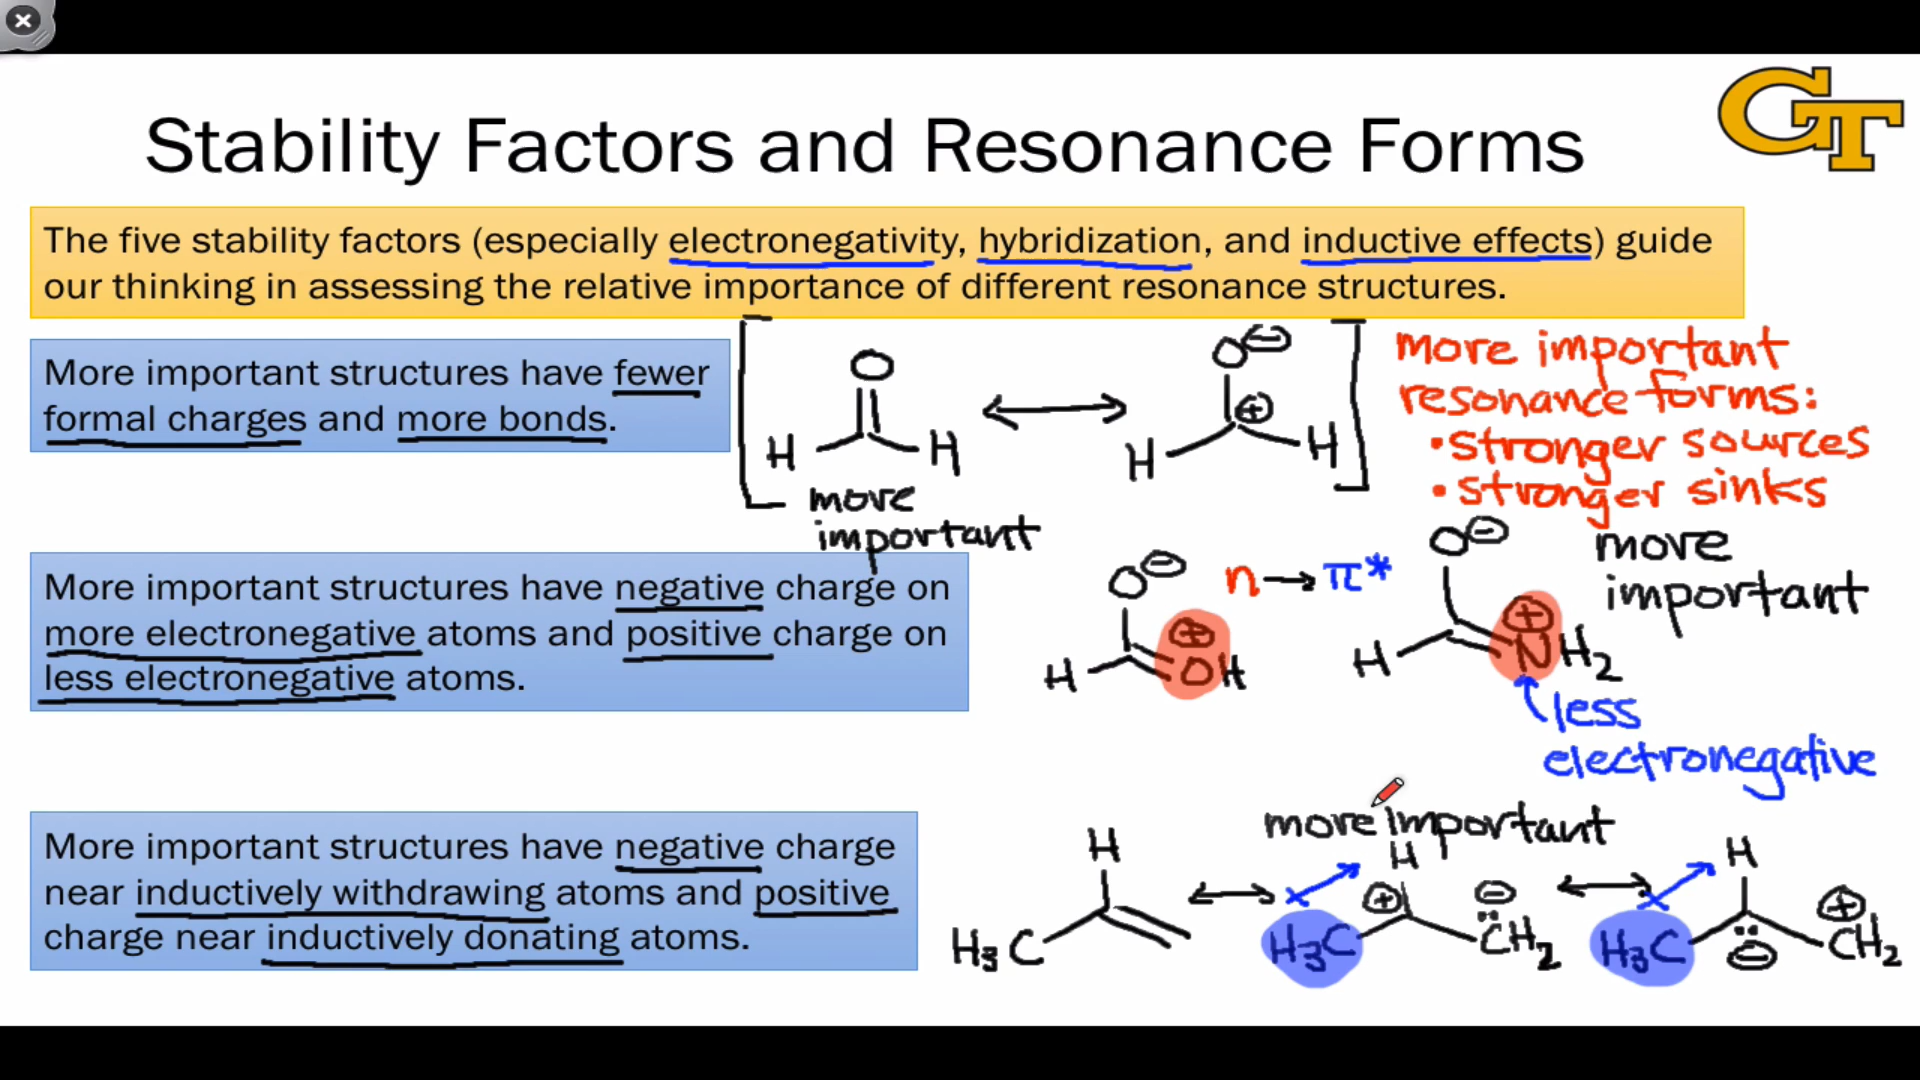 GT
Stability Factors and Resonance Forms
The five stability factors (especially electronegativity, hybridization, and inductive effects) guide
our thinking in assessing the relative importance of different resonance structures.
More important structures have fewer
formal charges and more bonds.
O
H H
more
important
O⊖
⊕
H H
more important
resonance forms:
• stronger sources
• stronger sinks
More important structures have negative charge on
more electronegative atoms and positive charge on
less electronegative atoms.
O⊖
⊕
H OH
n → π*
O⊖
⊕
H NH2
more
important
less
electronegative
More important structures have negative charge
near inductively withdrawing atoms and positive
charge near inductively donating atoms.
more important
H
H3C
H
⊕ ⊖
H3C CH2
H
⊕
H3C ⊖ CH2